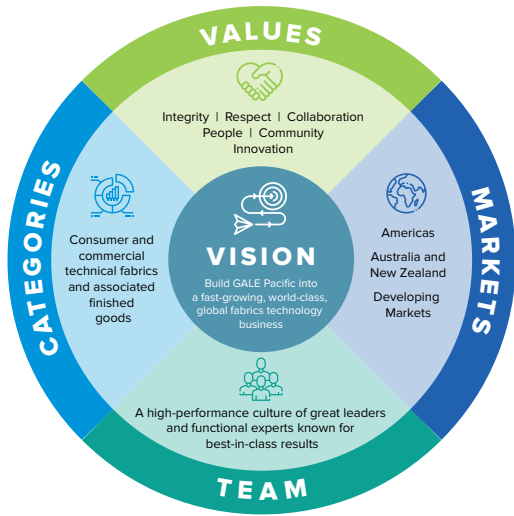 VALUES
Integrity | Respect | Collaboration
People | Community
Innovation
CATEGORIES
Consumer and
commercial
technical fabrics
and associated
finished
goods
VISION
Build GALE Pacific into
a fast-growing, world-class,
global fabrics technology
business
MARKETS
Americas
Australia and
New Zealand
Developing
Markets
A high-performance culture of great leaders
and functional experts known for
best-in-class results
TEAM